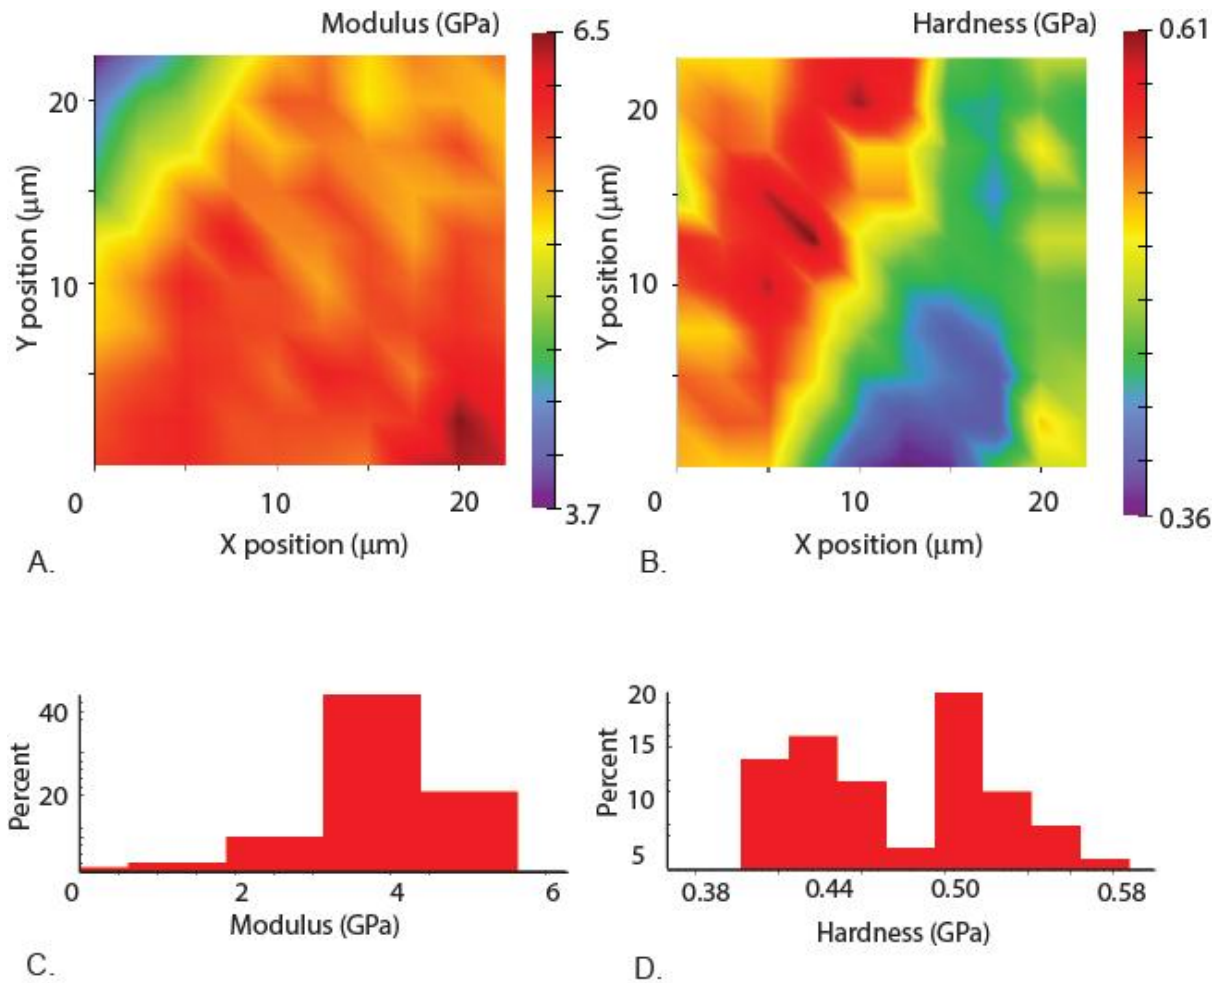 Modulus (GPa)
6.5
20
10
Y position (μm)
0
10
20
3.7
X position (μm)
A.
Hardness (GPa)
0.61
20
10
Y position (μm)
0
10
20
0.36
X position (μm)
B.
40
20
Percent
0
2
4
6
Modulus (GPa)
C.
20
15
10
5
Percent
0.38
0.44
0.50
0.58
Hardness (GPa)
D.